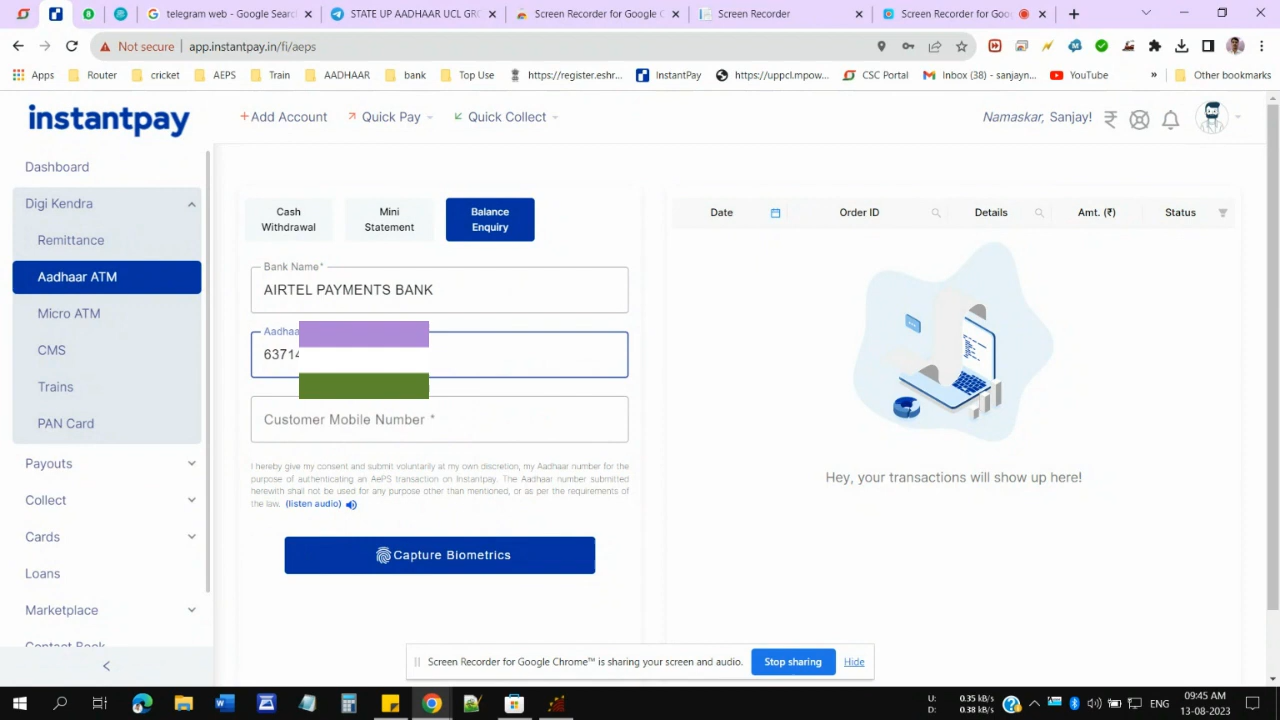 telegram web - Google Searc
STATE UP AADHAAR UCL GR
Screen Recorder for Google C
Screen Recorder
Screen Recorder for Goo
Not secure
app.instantpay.in/fi/aeps
Apps
Router
cricket
AEPS
Train
AADHAAR
bank
Top Use
https://register.eshr...
InstantPay
https://uppcl.mpow...
CSC Portal
Inbox (38) - sanjayn...
YouTube
»
Other bookmarks
instantpay
+Add Account
Quick Pay
Quick Collect
Namaskar, Sanjay!
Dashboard
Digi Kendra
Remittance
Aadhaar ATM
Micro ATM
CMS
Trains
PAN Card
Payouts
Collect
Cards
Loans
Marketplace
Contact Book
Cash
Withdrawal
Mini
Statement
Balance
Enquiry
Bank Name*
AIRTEL PAYMENTS BANK
Aadhaa
63714
Customer Mobile Number *
I hereby give my consent and submit voluntarily at my own discretion, my Aadhaar number for the
purpose of authenticating an AePS transaction on Instantpay. The Aadhaar number submitted
herewith shall not be used for any purpose other than mentioned, or as per the requirements of
the law. (listen audio)
Capture Biometrics
Date
Order ID
Details
Amt. (₹)
Status
Hey, your transactions will show up here!
Screen Recorder for Google Chrome™ is sharing your screen and audio.
Stop sharing
Hide
U: 0.35 kB/s
D: 0.38 kB/s
ENG
09:45 AM
13-08-2023